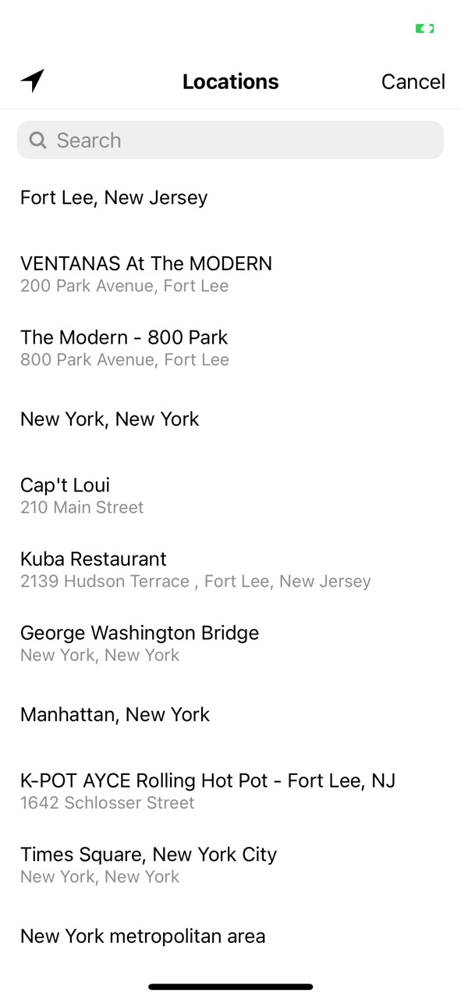 Locations
Cancel
Search
Fort Lee, New Jersey
VENTANAS At The MODERN
200 Park Avenue, Fort Lee
The Modern - 800 Park
800 Park Avenue, Fort Lee
New York, New York
Cap't Loui
210 Main Street
Kuba Restaurant
2139 Hudson Terrace , Fort Lee, New Jersey
George Washington Bridge
New York, New York
Manhattan, New York
K-POT AYCE Rolling Hot Pot - Fort Lee, NJ
1642 Schlosser Street
Times Square, New York City
New York, New York
New York metropolitan area